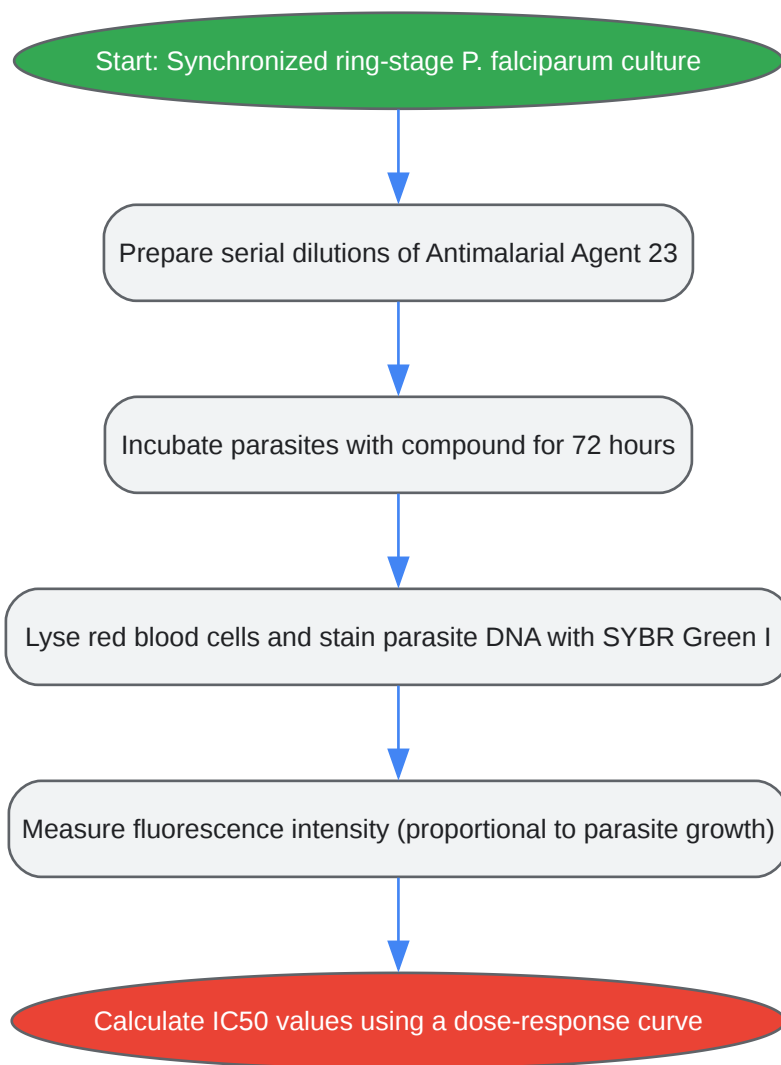 Start: Synchronized ring-stage P. falciparum culture
Prepare serial dilutions of Antimalarial Agent 23
Incubate parasites with compound for 72 hours
Lyse red blood cells and stain parasite DNA with SYBR Green I
Measure fluorescence intensity (proportional to parasite growth)
Calculate IC50 values using a dose-response curve